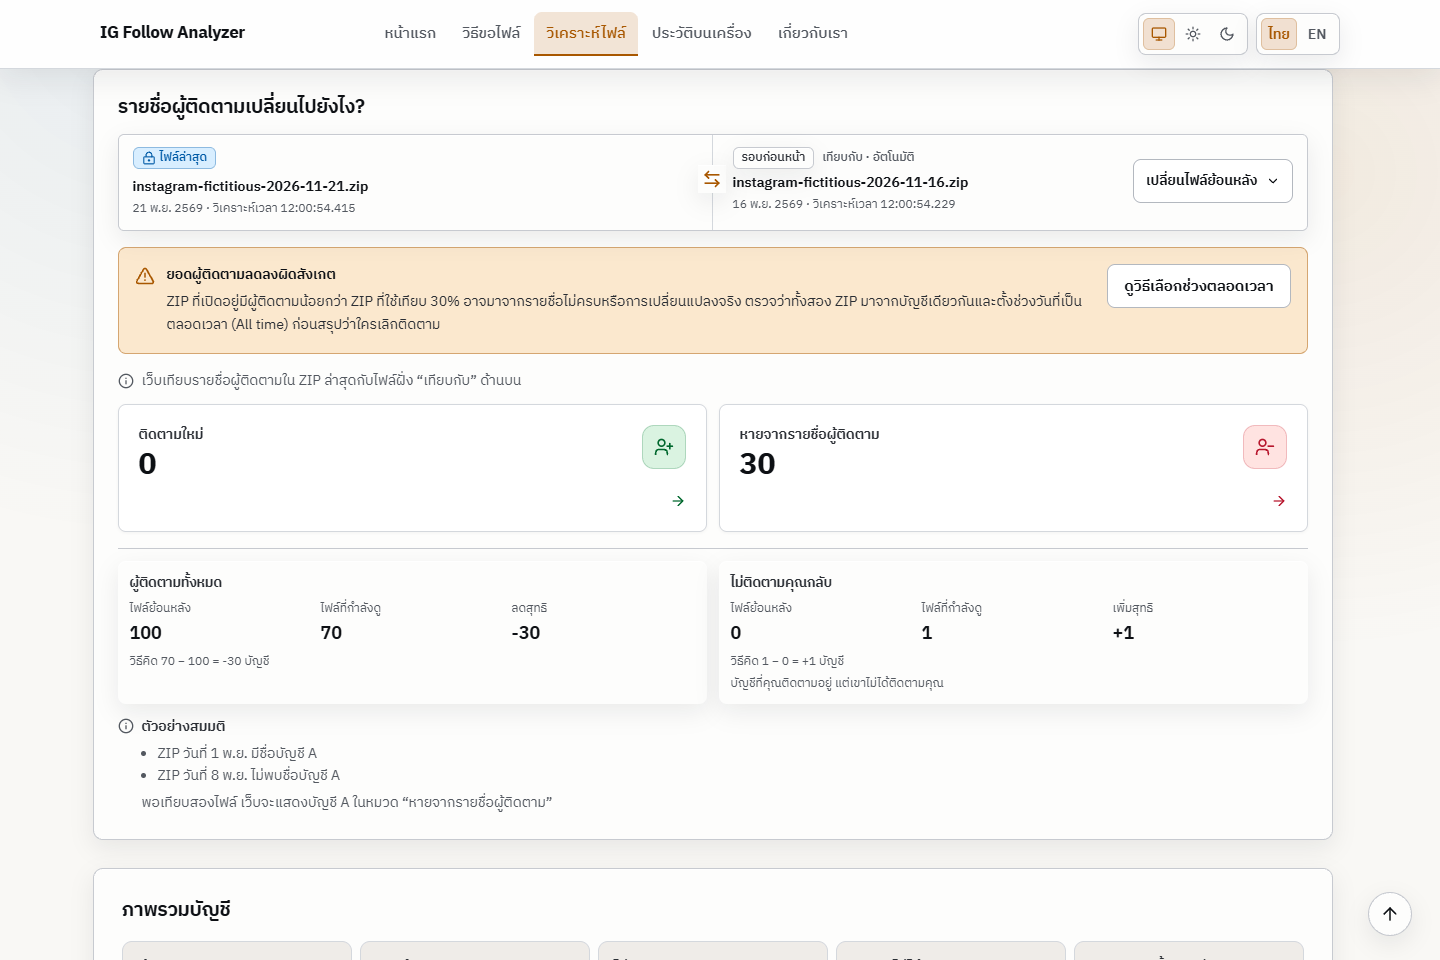 IG Follow Analyzer
หน้าแรก
วิธีขอไฟล์
วิเคราะห์ไฟล์
ประวัติบนเครื่อง
เกี่ยวกับเรา
ไทย
EN
รายชื่อผู้ติดตามเปลี่ยนไปยังไง?
ไฟล์ล่าสุด
instagram-fictitious-2026-11-21.zip
21 พ.ย. 2569 · วิเคราะห์เวลา 12:00:54.415
รอบก่อนหน้า เทียบกับ · อัตโนมัติ
instagram-fictitious-2026-11-16.zip
16 พ.ย. 2569 · วิเคราะห์เวลา 12:00:54.229
เปลี่ยนไฟล์ย้อนหลัง
ยอดผู้ติดตามลดลงผิดสังเกต
ZIP ที่เปิดอยู่มีผู้ติดตามน้อยกว่า ZIP ที่ใช้เทียบ 30% อาจมาจากรายชื่อไม่ครบหรือการเปลี่ยนแปลงจริง ตรวจว่าทั้งสอง ZIP มาจากบัญชีเดียวกันและตั้งช่วงวันที่เป็น
ตลอดเวลา (All time) ก่อนสรุปว่าใครเลิกติดตาม
ดูวิธีเลือกช่วงตลอดเวลา
เว็บเทียบรายชื่อผู้ติดตามใน ZIP ล่าสุดกับไฟล์ฝั่ง “เทียบกับ” ด้านบน
ติดตามใหม่
0
หายจากรายชื่อผู้ติดตาม
30
ผู้ติดตามทั้งหมด
ไฟล์ย้อนหลัง ไฟล์ที่กำลังดู ลดสุทธิ
100 70 -30
วิธีคิด 70 − 100 = -30 บัญชี
ไม่ติดตามคุณกลับ
ไฟล์ย้อนหลัง ไฟล์ที่กำลังดู เพิ่มสุทธิ
0 1 +1
วิธีคิด 1 − 0 = +1 บัญชี
บัญชีที่คุณติดตามอยู่ แต่เขาไม่ได้ติดตามคุณ
ตัวอย่างสมมติ
• ZIP วันที่ 1 พ.ย. มีชื่อบัญชี A
• ZIP วันที่ 8 พ.ย. ไม่พบชื่อบัญชี A
พอเทียบสองไฟล์ เว็บจะแสดงบัญชี A ในหมวด “หายจากรายชื่อผู้ติดตาม”
ภาพรวมบัญชี